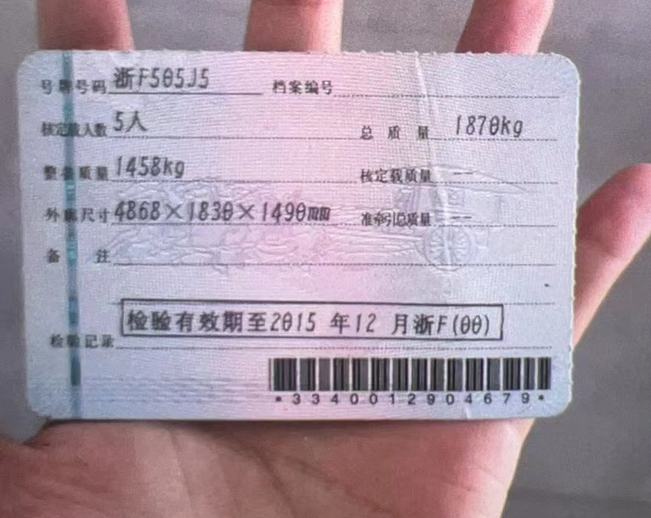 号牌号码 浙F505J5 档案编号
核定载人数 5人 总质量 1870kg
整备质量 1458kg 核定载质量 --
外廓尺寸 4868×1830×1490mm 准牵引总质量 --
备注
检验记录 检验有效期至2015 年12 月浙F(00)
*3340012904679*